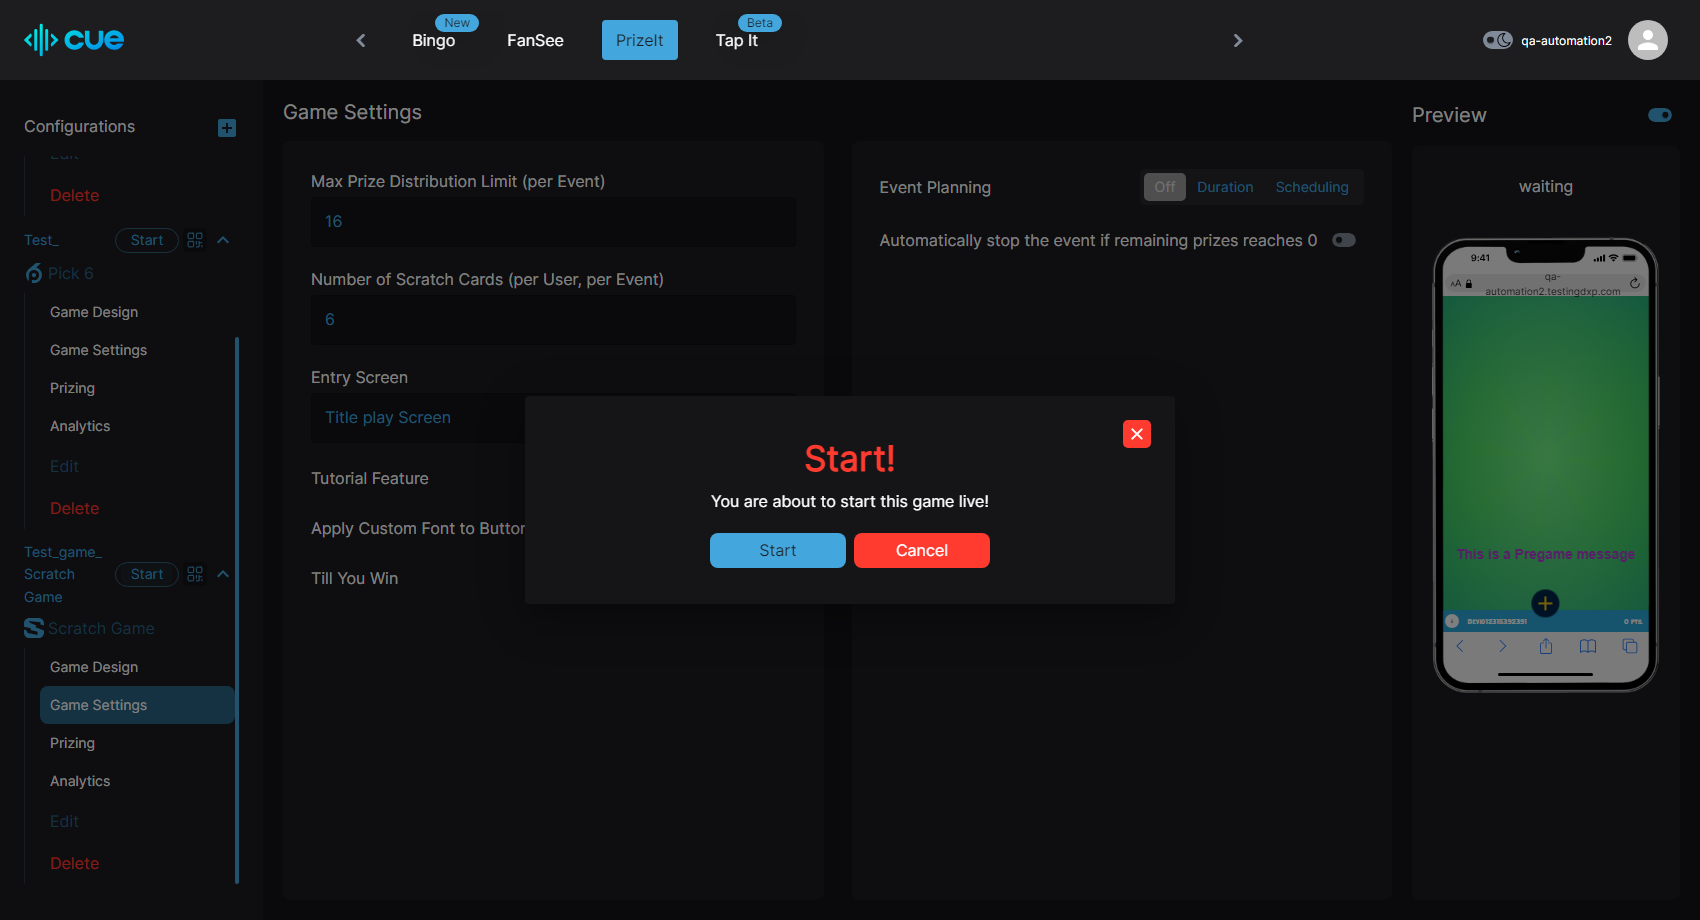 cue
New
Bingo
FanSee
PrizeIt
Beta
Tap It
qa-automation2
Configurations
Edit
Delete
Test_
Start
Pick 6
Game Design
Game Settings
Prizing
Analytics
Edit
Delete
Test_game_
Scratch
Game
Start
Scratch Game
Game Design
Game Settings
Prizing
Analytics
Edit
Delete
Game Settings
Max Prize Distribution Limit (per Event)
16
Number of Scratch Cards (per User, per Event)
6
Entry Screen
Title play Screen
Tutorial Feature
Apply Custom Font to Button
Till You Win
Event Planning
Off
Duration
Scheduling
Automatically stop the event if remaining prizes reaches 0
Start!
You are about to start this game live!
Start
Cancel
Preview
waiting
9:41
AA
qa-
automation2.testingdxp.com
This is a Pregame message
0 PTS.